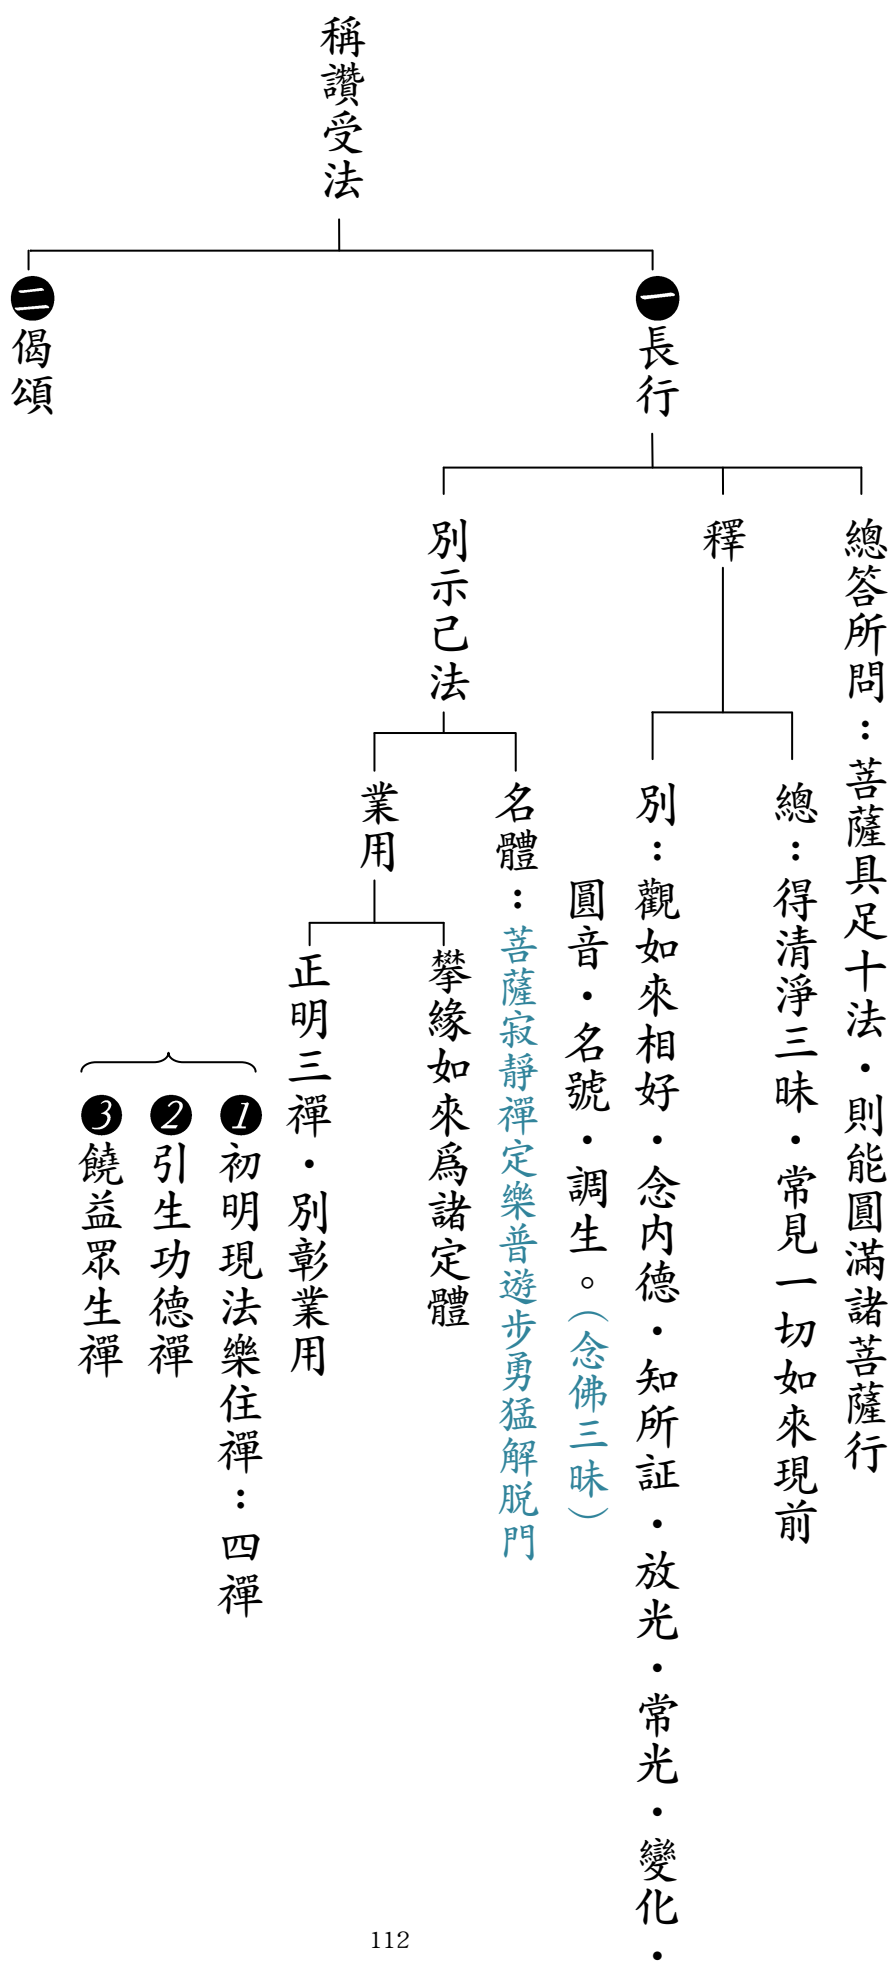 稱讚受法
㊀長行
總答所問：菩薩具足十法・則能圓滿諸菩薩行
釋
總：得清淨三昧・常見一切如來現前
別：觀如來相好・念内德・知所証・放光・常光・變化・
圓音・名號・調生。（念佛三昧）
別示己法
名體：菩薩寂靜禪定樂普遊步勇猛解脱門
業用
攀緣如來爲諸定體
正明三禪・別彰業用
❶初明現法樂住禪：四禪
❷引生功德禪
❸饒益眾生禪
㊁偈頌
112